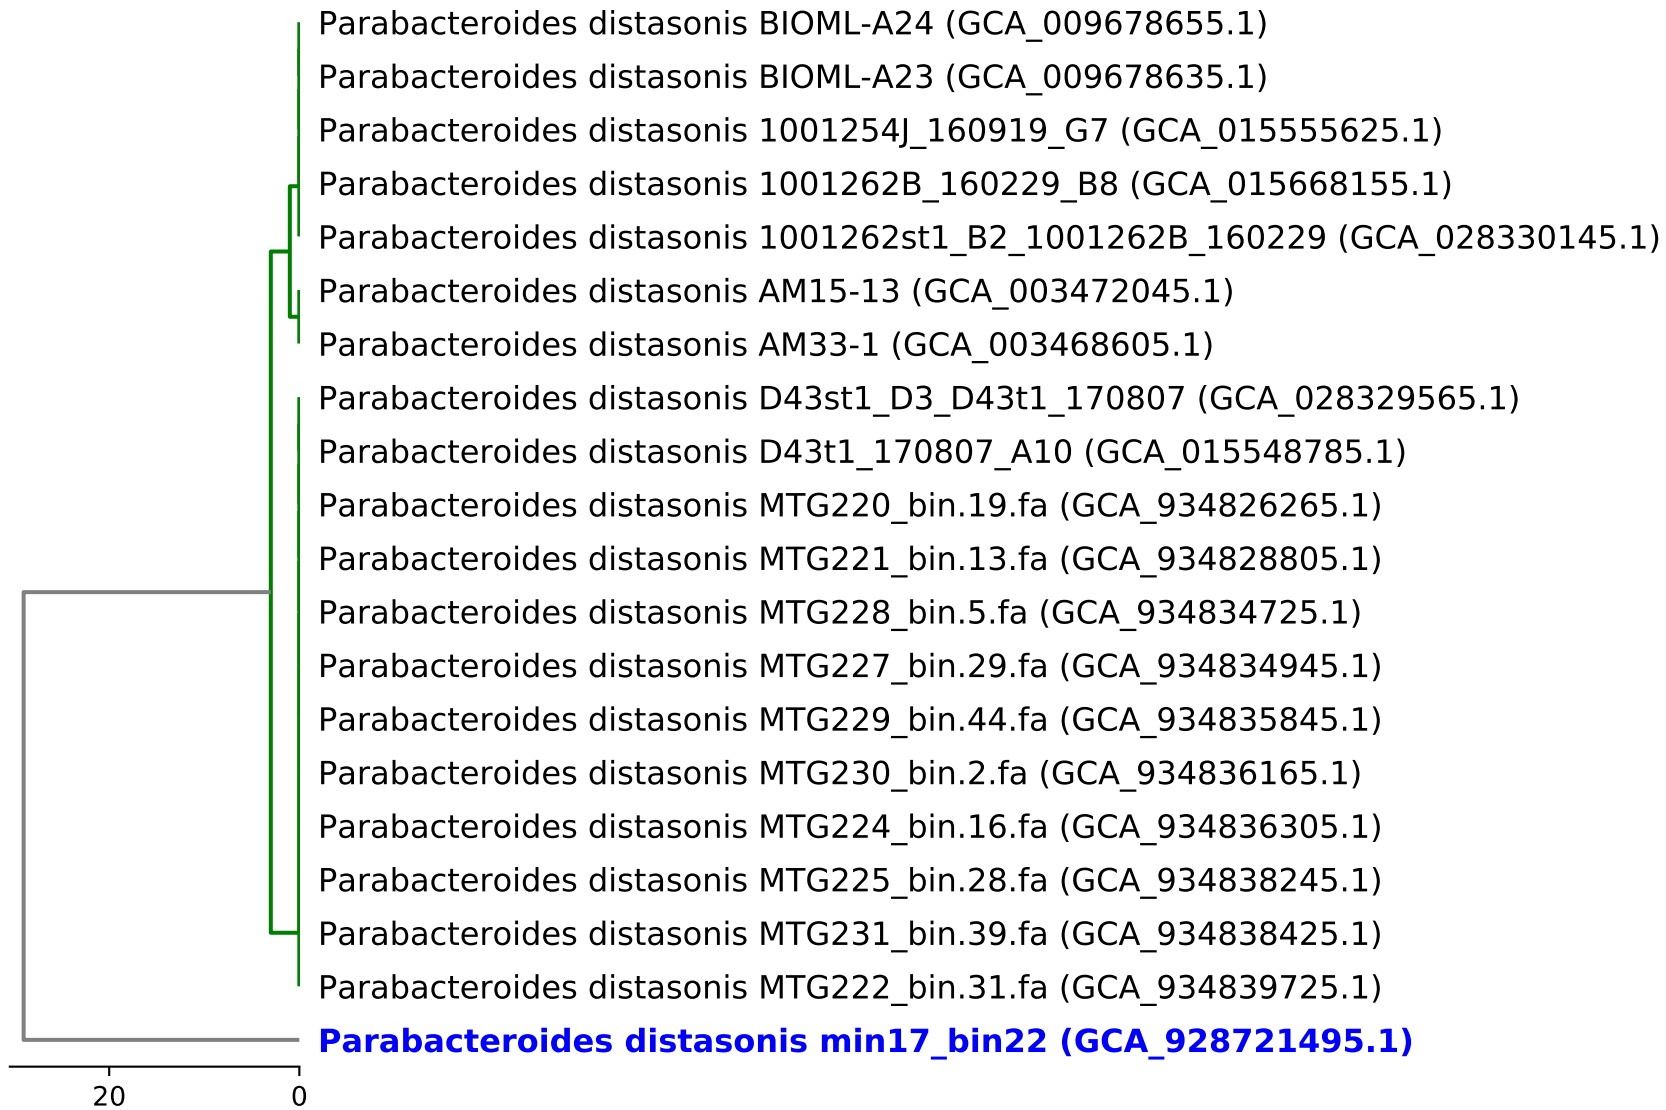 Parabacteroides distasonis BIOML-A24 (GCA_009678655.1)
Parabacteroides distasonis BIOML-A23 (GCA_009678635.1)
Parabacteroides distasonis 1001254J_160919_G7 (GCA_015555625.1)
Parabacteroides distasonis 1001262B_160229_B8 (GCA_015668155.1)
Parabacteroides distasonis 1001262st1_B2_1001262B_160229 (GCA_028330145.1)
Parabacteroides distasonis AM15-13 (GCA_003472045.1)
Parabacteroides distasonis AM33-1 (GCA_003468605.1)
Parabacteroides distasonis D43st1_D3_D43t1_170807 (GCA_028329565.1)
Parabacteroides distasonis D43t1_170807_A10 (GCA_015548785.1)
Parabacteroides distasonis MTG220_bin.19.fa (GCA_934826265.1)
Parabacteroides distasonis MTG221_bin.13.fa (GCA_934828805.1)
Parabacteroides distasonis MTG228_bin.5.fa (GCA_934834725.1)
Parabacteroides distasonis MTG227_bin.29.fa (GCA_934834945.1)
Parabacteroides distasonis MTG229_bin.44.fa (GCA_934835845.1)
Parabacteroides distasonis MTG230_bin.2.fa (GCA_934836165.1)
Parabacteroides distasonis MTG224_bin.16.fa (GCA_934836305.1)
Parabacteroides distasonis MTG225_bin.28.fa (GCA_934838245.1)
Parabacteroides distasonis MTG231_bin.39.fa (GCA_934838425.1)
Parabacteroides distasonis MTG222_bin.31.fa (GCA_934839725.1)
Parabacteroides distasonis min17_bin22 (GCA_928721495.1)
20 0